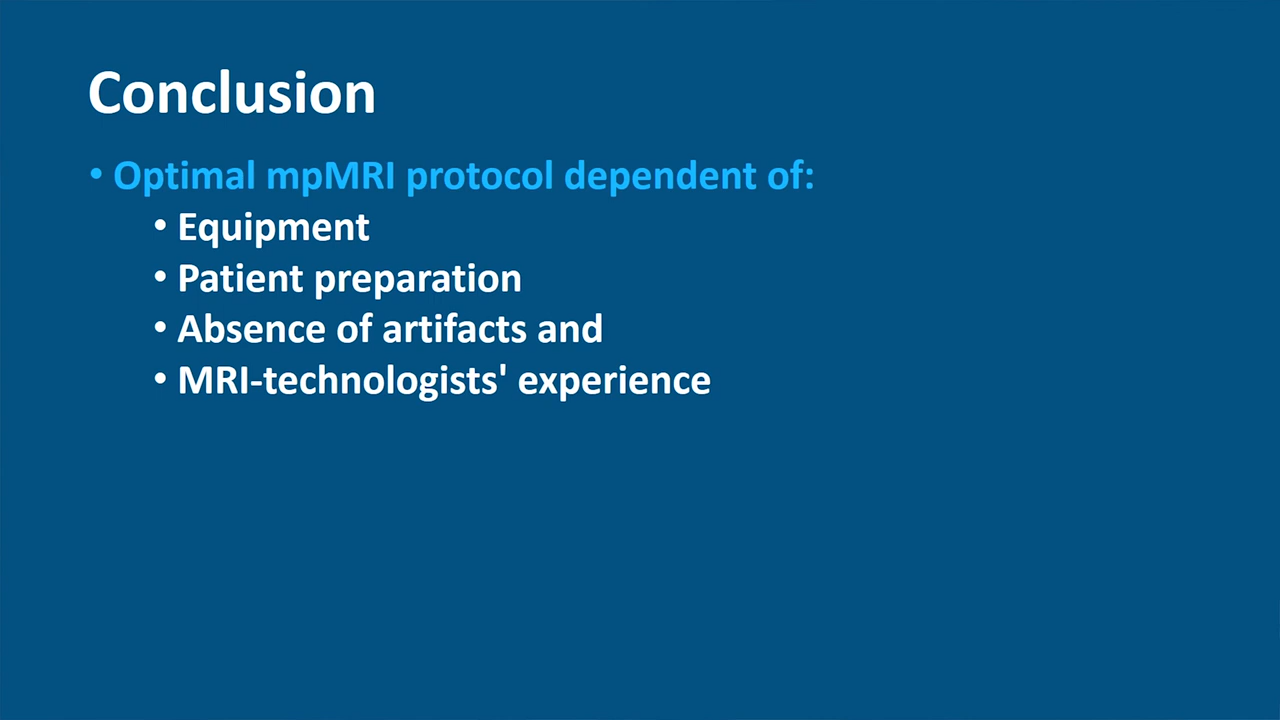 Conclusion
• Optimal mpMRI protocol dependent of:
• Equipment
• Patient preparation
• Absence of artifacts and
• MRI-technologists' experience